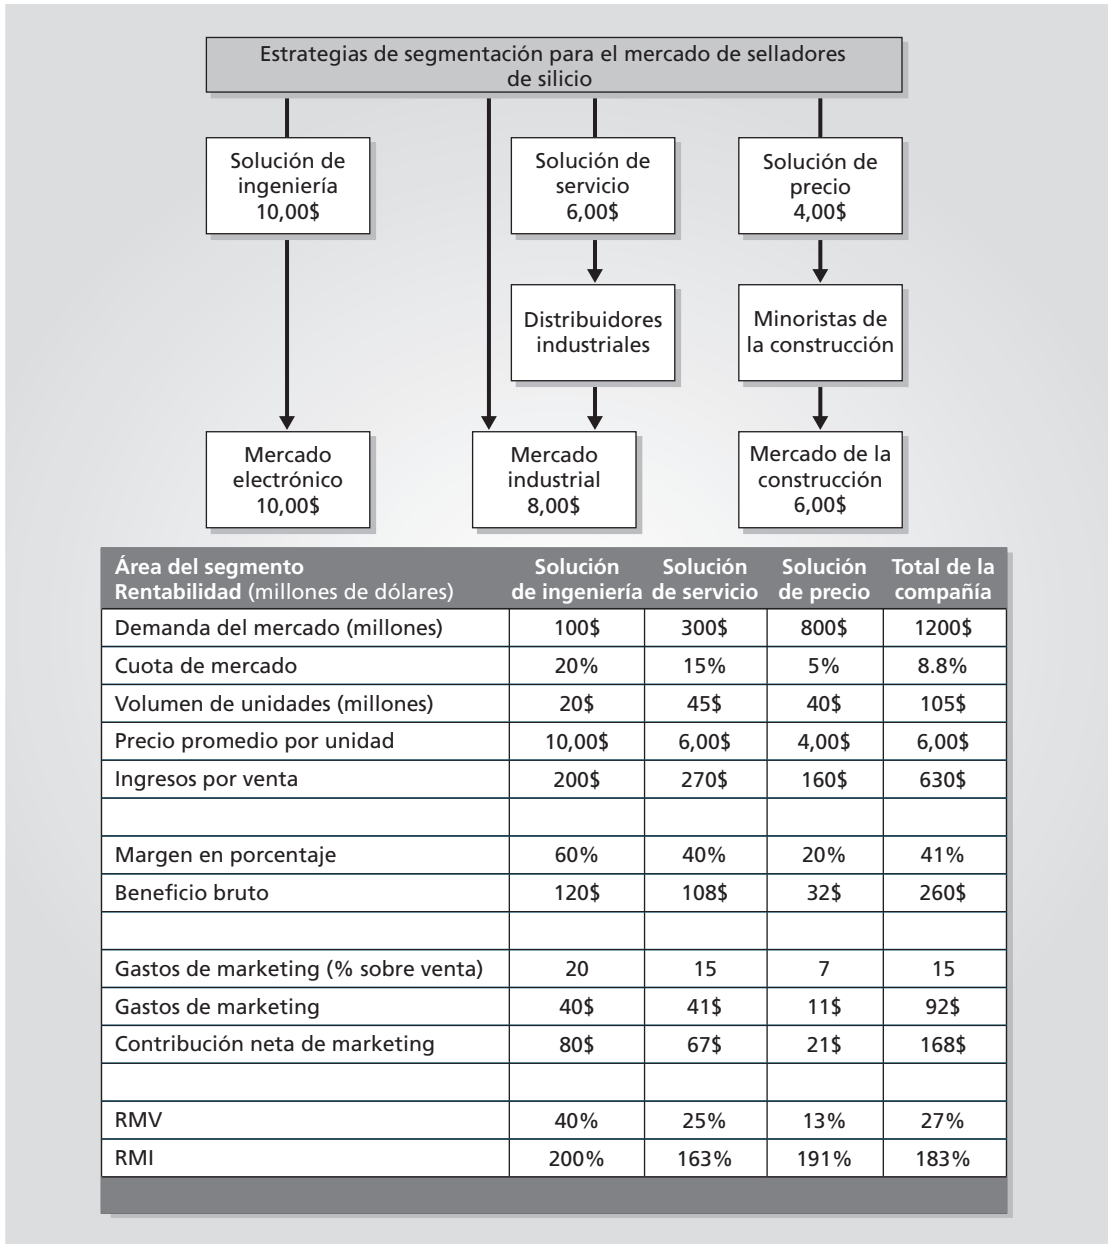 Estrategias de segmentación para el mercado de selladores
de silicio
Solución de
ingeniería
10,00$
Solución de
servicio
6,00$
Solución de
precio
4,00$
Distribuidores
industriales
Minoristas de
la construcción
Mercado
electrónico
10,00$
Mercado
industrial
8,00$
Mercado de la
construcción
6,00$
Área del segmento Solución Solución Solución Total de la
Rentabilidad (millones de dólares) de ingeniería de servicio de precio compañía
Demanda del mercado (millones) 100$ 300$ 800$ 1200$
Cuota de mercado 20% 15% 5% 8.8%
Volumen de unidades (millones) 20$ 45$ 40$ 105$
Precio promedio por unidad 10,00$ 6,00$ 4,00$ 6,00$
Ingresos por venta 200$ 270$ 160$ 630$
Margen en porcentaje 60% 40% 20% 41%
Beneficio bruto 120$ 108$ 32$ 260$
Gastos de marketing (% sobre venta) 20 15 7 15
Gastos de marketing 40$ 41$ 11$ 92$
Contribución neta de marketing 80$ 67$ 21$ 168$
RMV 40% 25% 13% 27%
RMI 200% 163% 191% 183%